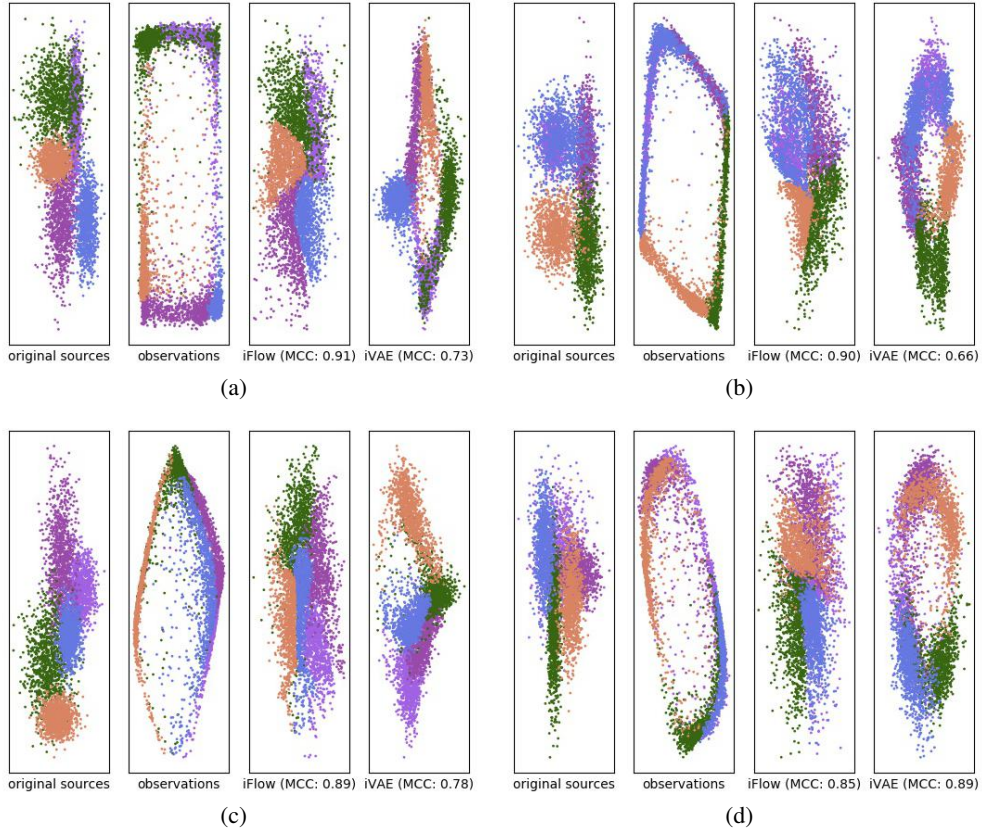 original sources observations iFlow (MCC: 0.91) iVAE (MCC: 0.73)
(a)
original sources observations iFlow (MCC: 0.90) iVAE (MCC: 0.66)
(b)
original sources observations iFlow (MCC: 0.89) iVAE (MCC: 0.78)
(c)
original sources observations iFlow (MCC: 0.85) iVAE (MCC: 0.89)
(d)